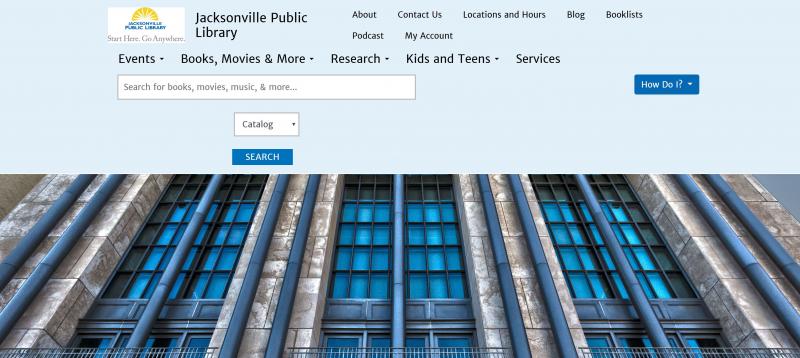 JACKSONVILLE
PUBLIC LIBRARY
Start Here. Go Anywhere.
Jacksonville Public
Library
About Contact Us Locations and Hours Blog Booklists
Podcast My Account
Events Books, Movies & More Research Kids and Teens Services
Search for books, movies, music, & more...
How Do I?
Catalog
SEARCH